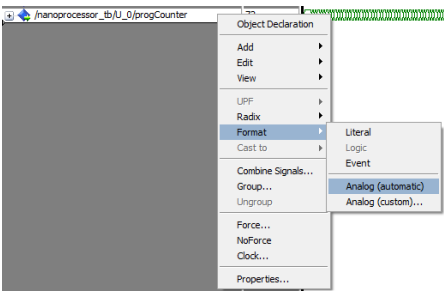 /nanoprocessor_tb/U_0/progCounter
Object Declaration
Add
Edit
View
UPF
Radix
Format
Cast to
Combine Signals...
Group...
Ungroup
Force...
NoForce
Clock...
Properties...
Literal
Logic
Event
Analog (automatic)
Analog (custom)...